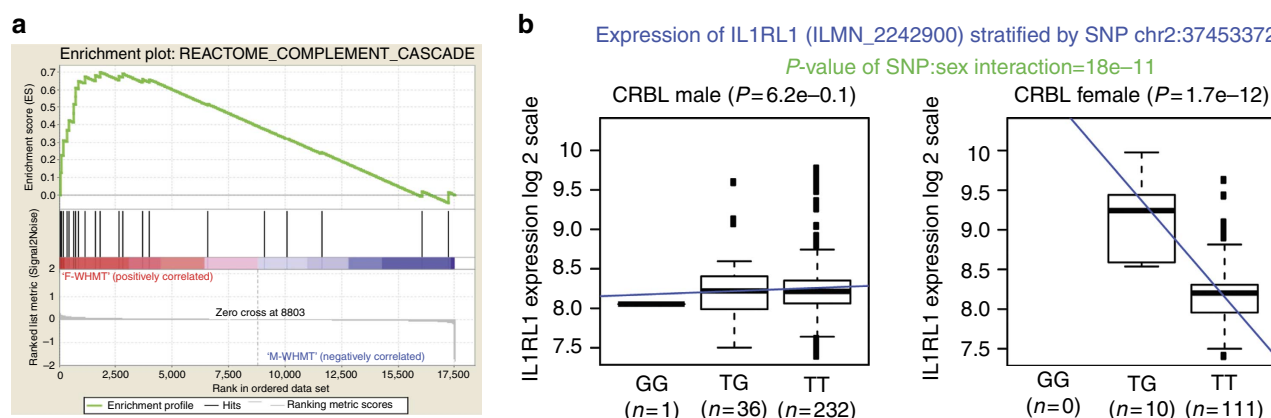 a
Enrichment plot: REACTOME_COMPLEMENT_CASCADE
Enrichment score (ES)
0.7
0.6
0.5
0.4
0.3
0.2
0.1
0.0
Ranked list metric (Signal2Noise)
'F-WHMT' (positively correlated)
2
1
0
−1
−2
Zero cross at 8803
'M-WHMT' (negatively correlated)
0 2,500 5,000 7,500 10,000 12,500 15,000 17,500
Rank in ordered data set
Enrichment profile Hits Ranking metric scores
b
Expression of IL1RL1 (ILMN_2242900) stratified by SNP chr2:37453372
P-value of SNP:sex interaction=18e–11
CRBL male (P=6.2e–0.1)
IL1RL1 expression log 2 scale
10
9.5
9.0
8.5
8.0
7.5
GG TG TT
(n=1) (n=36) (n=232)
CRBL female (P=1.7e–12)
IL1RL1 expression log 2 scale
10
9.5
9.0
8.5
8.0
7.5
GG TG TT
(n=0) (n=10) (n=111)